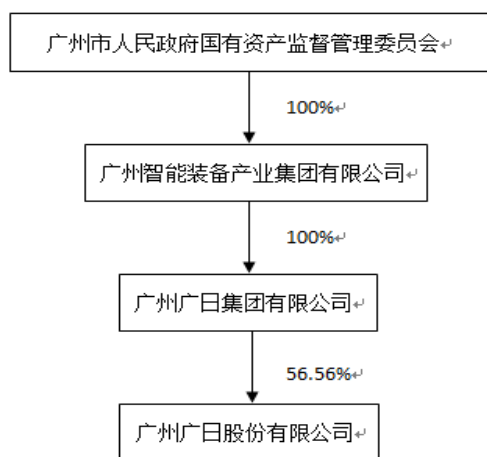 广州市人民政府国有资产监督管理委员会
100%
广州智能装备产业集团有限公司
100%
广州广日集团有限公司
56.56%
广州广日股份有限公司